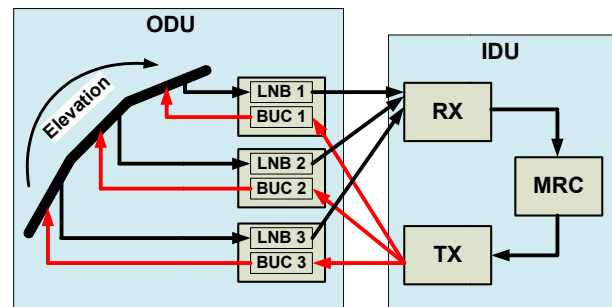 ODU
IDU
Elevation
LNB 1
BUC 1
LNB 2
BUC 2
LNB 3
BUC 3
RX
MRC
TX